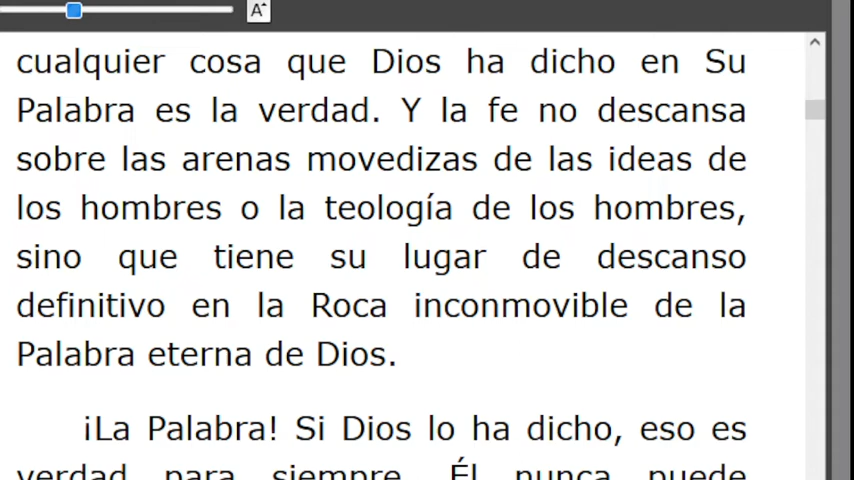 A
cualquier cosa que Dios ha dicho en Su
Palabra es la verdad. Y la fe no descansa
sobre las arenas movedizas de las ideas de
los hombres o la teología de los hombres,
sino que tiene su lugar de descanso
definitivo en la Roca inconmovible de la
Palabra eterna de Dios.
¡La Palabra! Si Dios lo ha dicho, eso es
verdad para siempre. Él nunca puede